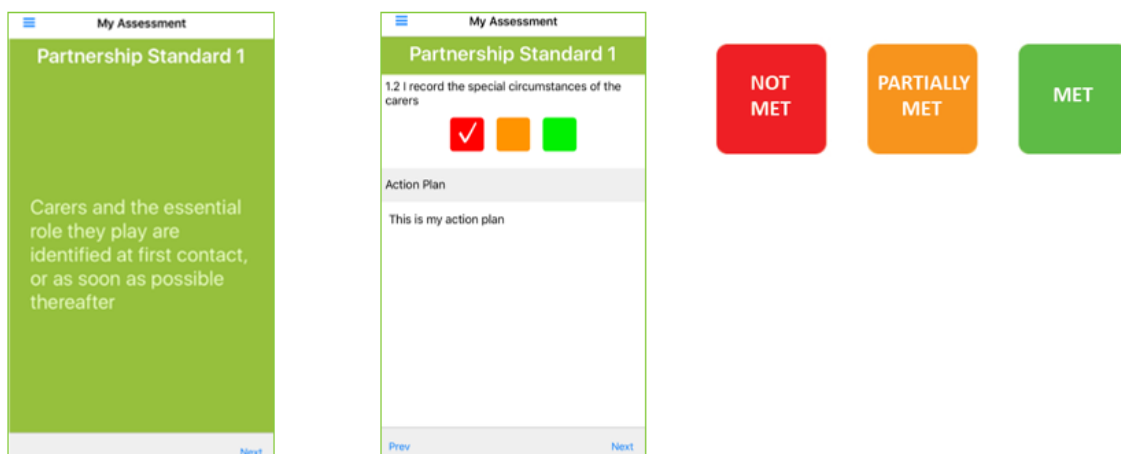 My Assessment
Partnership Standard 1
Carers and the essential
role they play are
identified at first contact,
or as soon as possible
thereafter
Next
My Assessment
Partnership Standard 1
1.2 I record the special circumstances of the
carers
Action Plan
This is my action plan
Prev
Next
NOT
MET
PARTIALLY
MET
MET